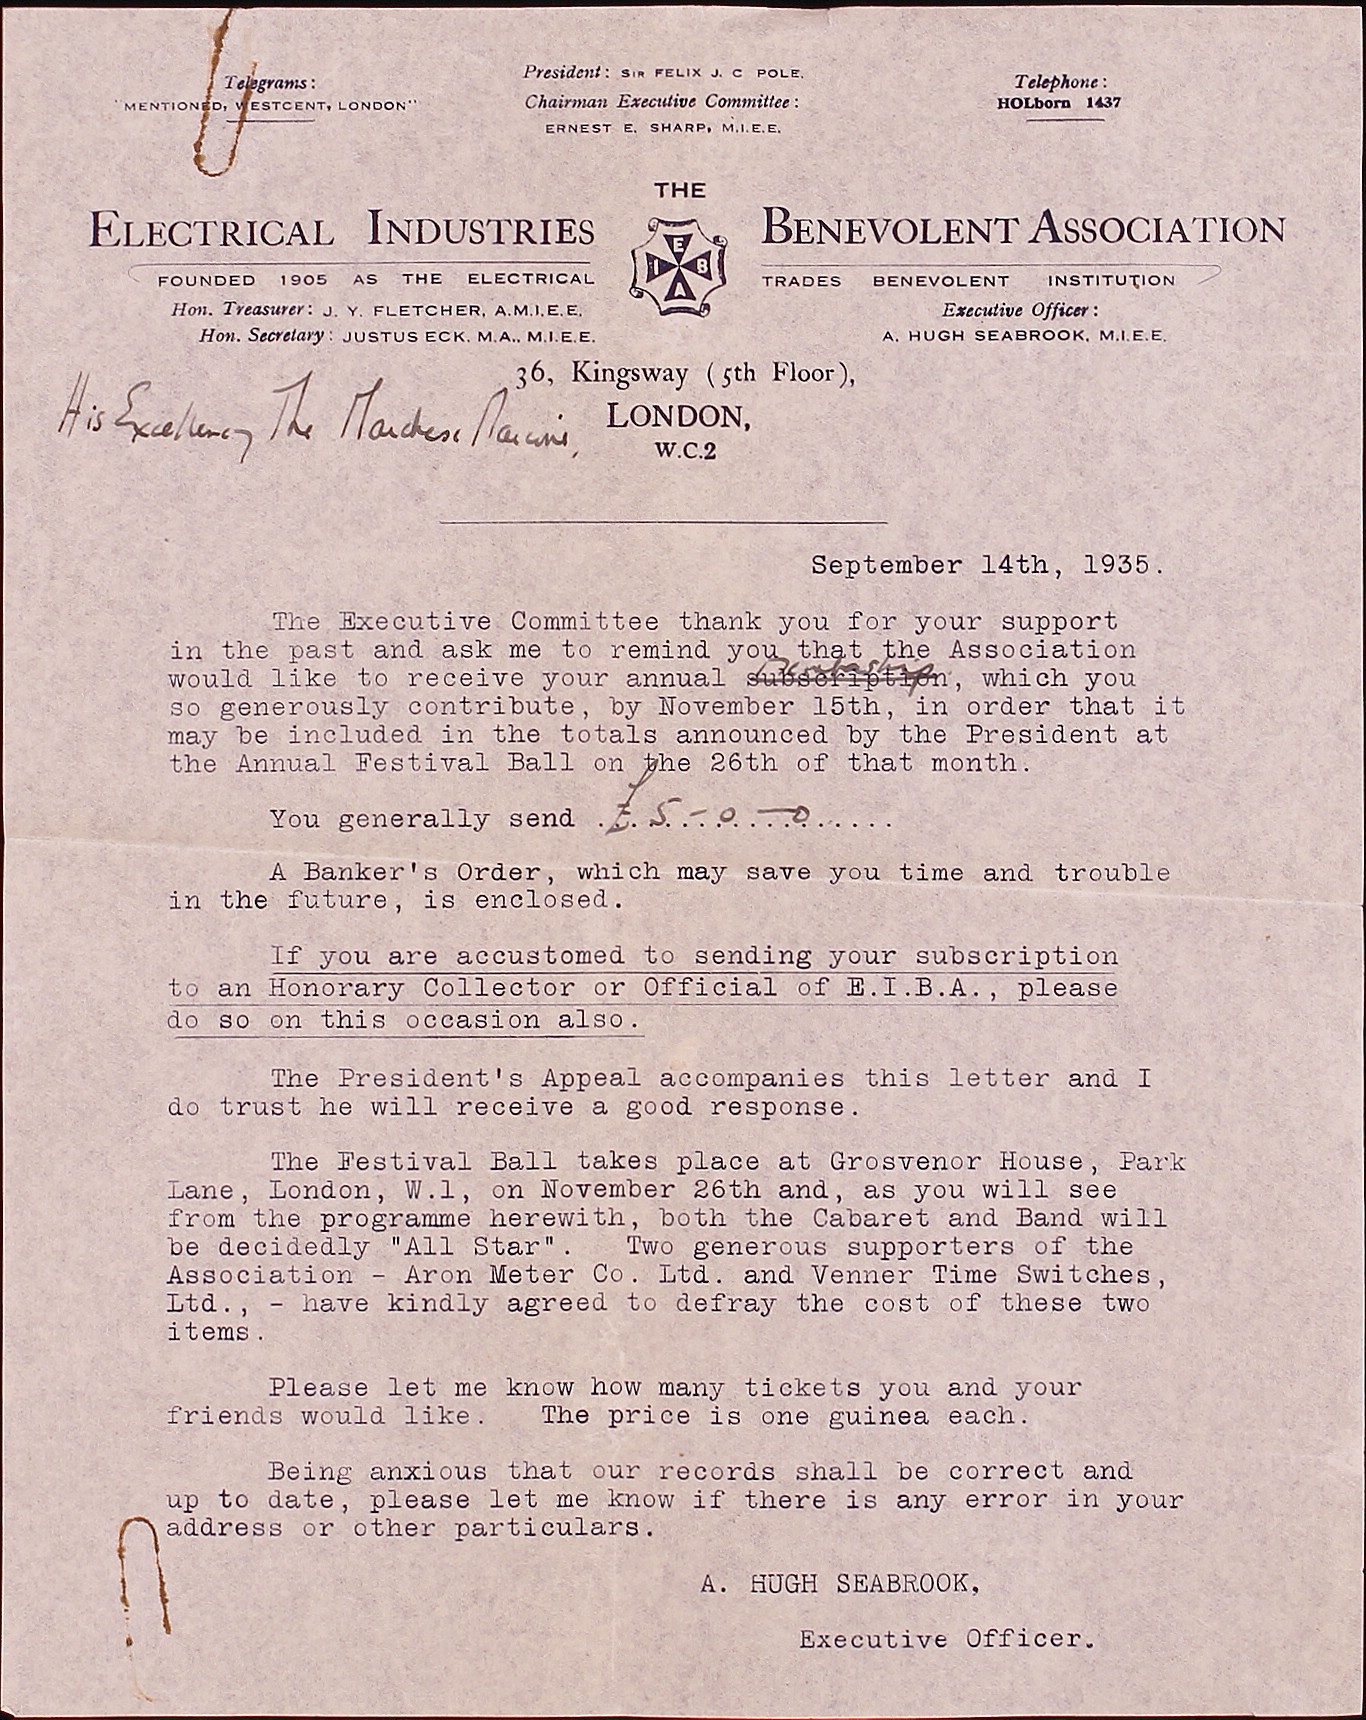 Telegrams:
"MENTIONED, WESTCENT, LONDON"
President: SIR FELIX J. C POLE.
Chairman Executive Committee:
ERNEST E. SHARP, M.I.E.E.
Telephone:
HOLborn 1437
THE
ELECTRICAL INDUSTRIES BENEVOLENT ASSOCIATION
E
I B
A
FOUNDED 1905 AS THE ELECTRICAL TRADES BENEVOLENT INSTITUTION
Hon. Treasurer: J. Y. FLETCHER, A.M.I.E.E.
Hon. Secretary: JUSTUS ECK. M.A., M.I.E.E.
Executive Officer:
A. HUGH SEABROOK, M.I.E.E.
36, Kingsway (5th Floor),
LONDON,
W.C.2
His Excellency The Marchese Marconi,
September 14th, 1935.
The Executive Committee thank you for your support
in the past and ask me to remind you that the Association
Membership
would like to receive your annual subscription, which you
so generously contribute, by November 15th, in order that it
may be included in the totals announced by the President at
the Annual Festival Ball on the 26th of that month.
You generally send .£.5.-.0.-.0......
A Banker's Order, which may save you time and trouble
in the future, is enclosed.
If you are accustomed to sending your subscription
to an Honorary Collector or Official of E.I.B.A., please
do so on this occasion also.
The President's Appeal accompanies this letter and I
do trust he will receive a good response.
The Festival Ball takes place at Grosvenor House, Park
Lane, London, W.1, on November 26th and, as you will see
from the programme herewith, both the Cabaret and Band will
be decidedly "All Star". Two generous supporters of the
Association - Aron Meter Co. Ltd. and Venner Time Switches,
Ltd., - have kindly agreed to defray the cost of these two
items.
Please let me know how many tickets you and your
friends would like. The price is one guinea each.
Being anxious that our records shall be correct and
up to date, please let me know if there is any error in your
address or other particulars.
A. HUGH SEABROOK,
Executive Officer.